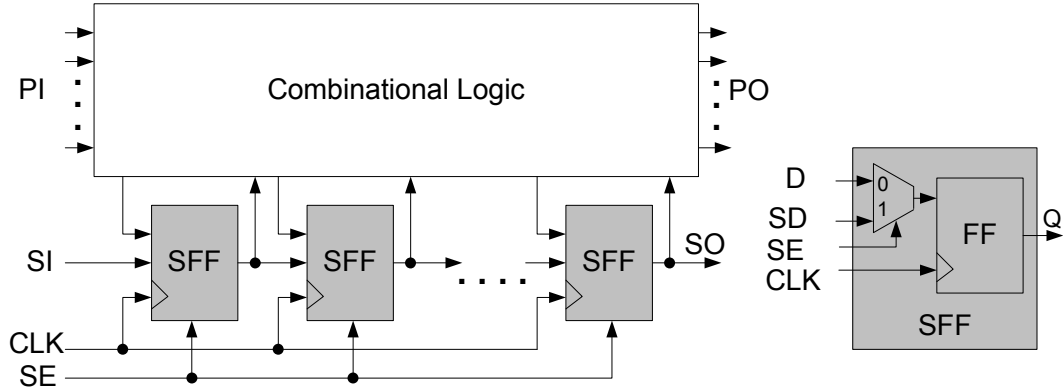 Combinational Logic
PI
PO
SI
SFF
SFF
SFF
SO
CLK
SE
D
0
1
SD
SE
CLK
FF
Q
SFF